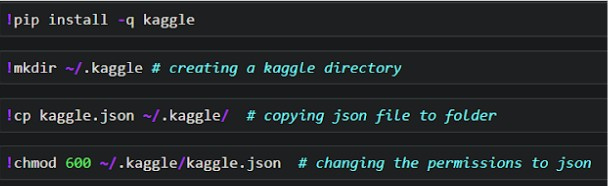 !pip install -q kaggle
!mkdir ~/.kaggle # creating a kaggle directory
!cp kaggle.json ~/.kaggle/  # copying json file to folder
!chmod 600 ~/.kaggle/kaggle.json  # changing the permissions to json